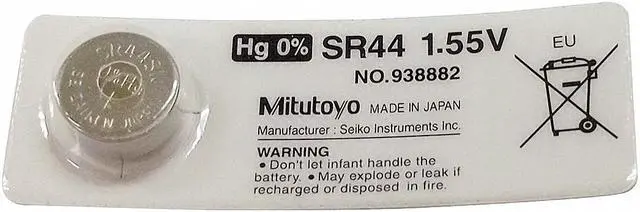 Hg 0% SR44 1.55V
EU
NO.938882
Mitutoyo MADE IN JAPAN
Manufacturer : Seiko Instruments Inc.
WARNING
• Don't let infant handle the
battery. • May explode or leak if
recharged or disposed in fire.
SR44SW